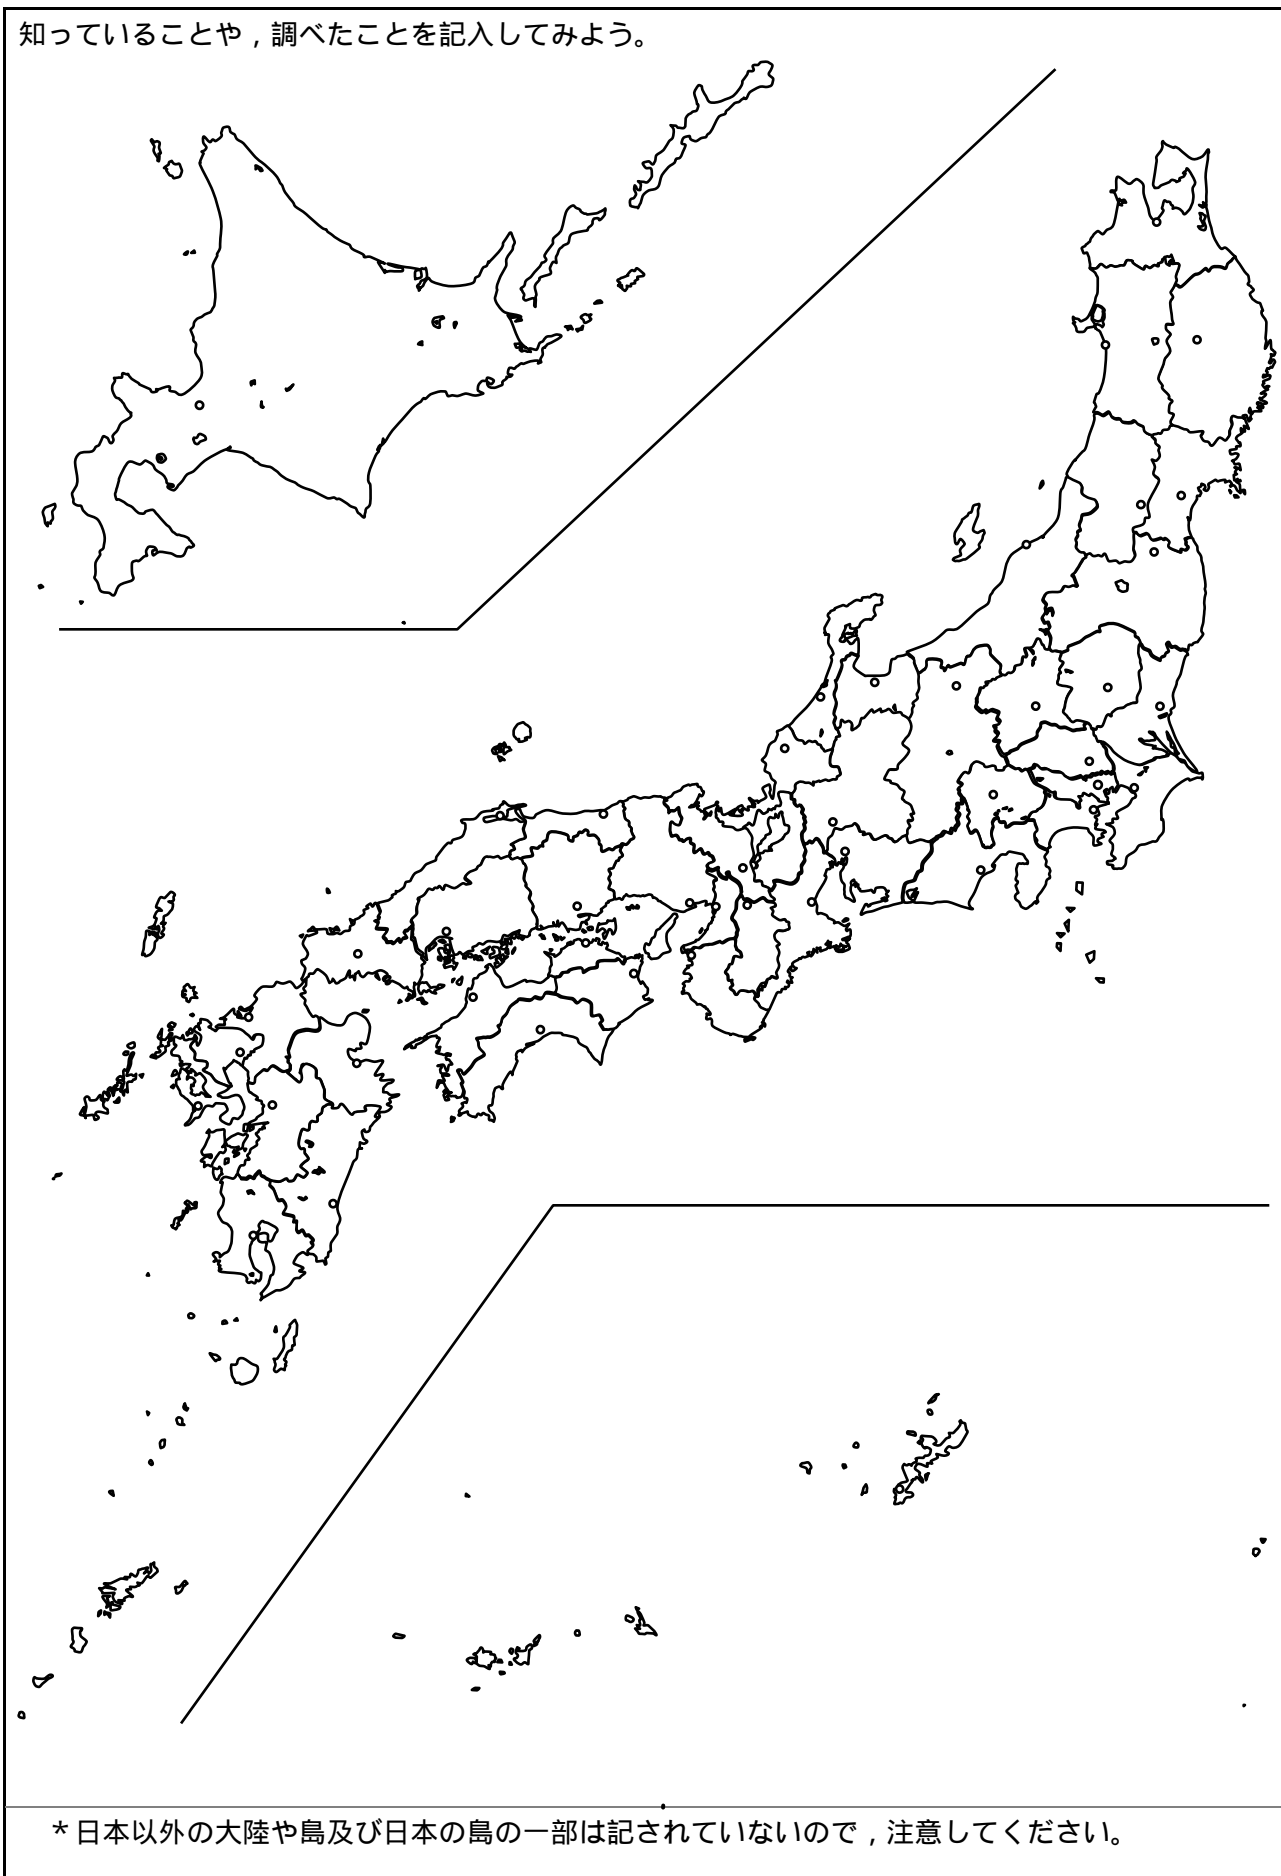 知っていることや，調べたことを記入してみよう。
＊日本以外の大陸や島及び日本の島の一部は記されていないので，注意してください。